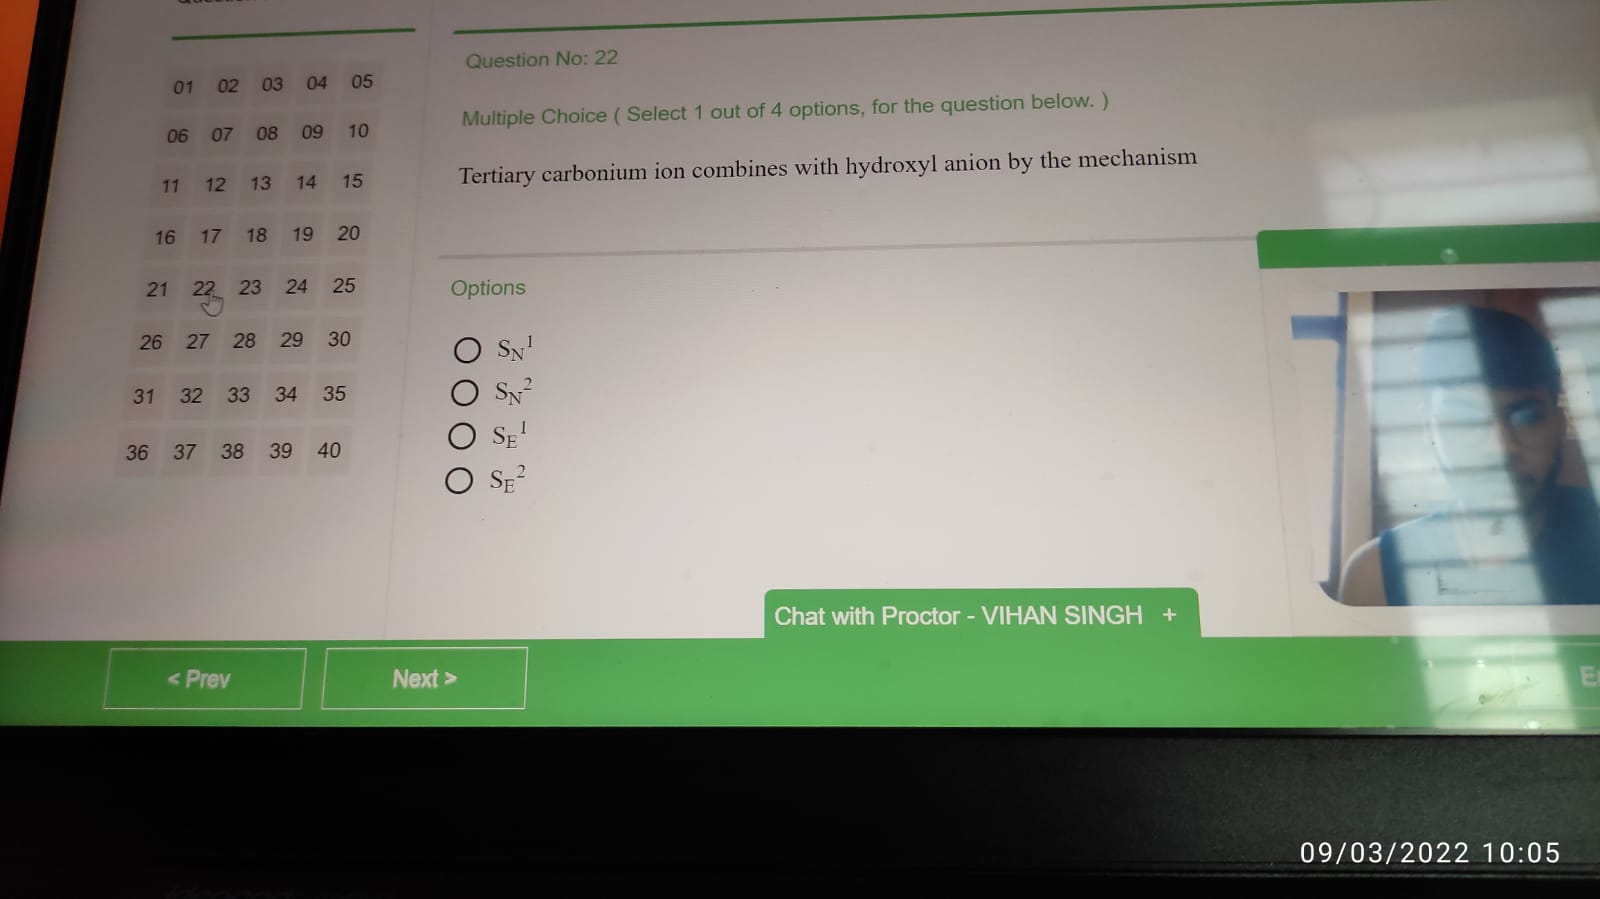 Question No: 22
Multiple Choice ( Select 1 out of 4 options, for the question below. )
Tertiary carbonium ion combines with hydroxyl anion by the mechanism
01 02 03 04 05
06 07 08 09 10
11 12 13 14 15
16 17 18 19 20
21 22 23 24 25
26 27 28 29 30
31 32 33 34 35
36 37 38 39 40
Options
S_N^1
S_N^2
S_E^1
S_E^2
Chat with Proctor - VIHAN SINGH +
< Prev
Next >
09/03/2022 10:05